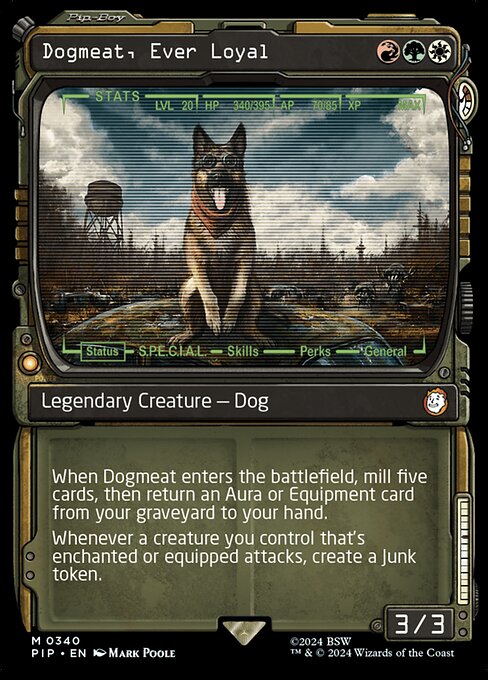 Pip-Boy
Dogmeat, Ever Loyal
STATS
LVL 20 HP 340/395 AP 70/85 XP MAX
Status S.P.E.C.I.A.L. Skills Perks General
Legendary Creature — Dog
When Dogmeat enters the battlefield, mill five
cards, then return an Aura or Equipment card
from your graveyard to your hand.
Whenever a creature you control that's
enchanted or equipped attacks, create a Junk
token.
3/3
M 0340
PIP • EN Mark Poole
©2024 BSW
™ & © 2024 Wizards of the Coast